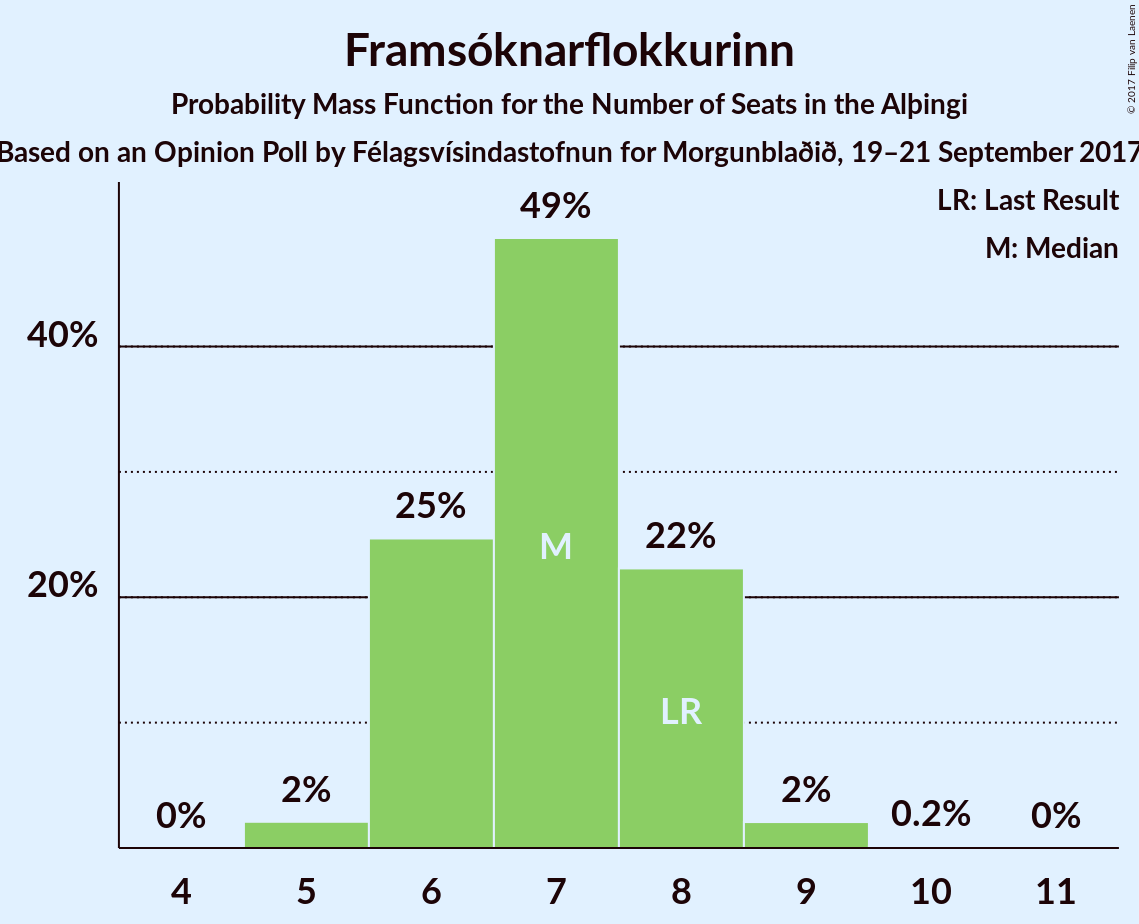 Framsóknarflokkurinn
Probability Mass Function for the Number of Seats in the Alþingi
Based on an Opinion Poll by Félagsvísindastofnun for Morgunblaðið, 19–21 September 2017
© 2017 Filip van Laenen
LR: Last Result
M: Median
49%
40%
25%
22%
M
20%
LR
2%
2%
0%
0.2%
0%
4 5 6 7 8 9 10 11